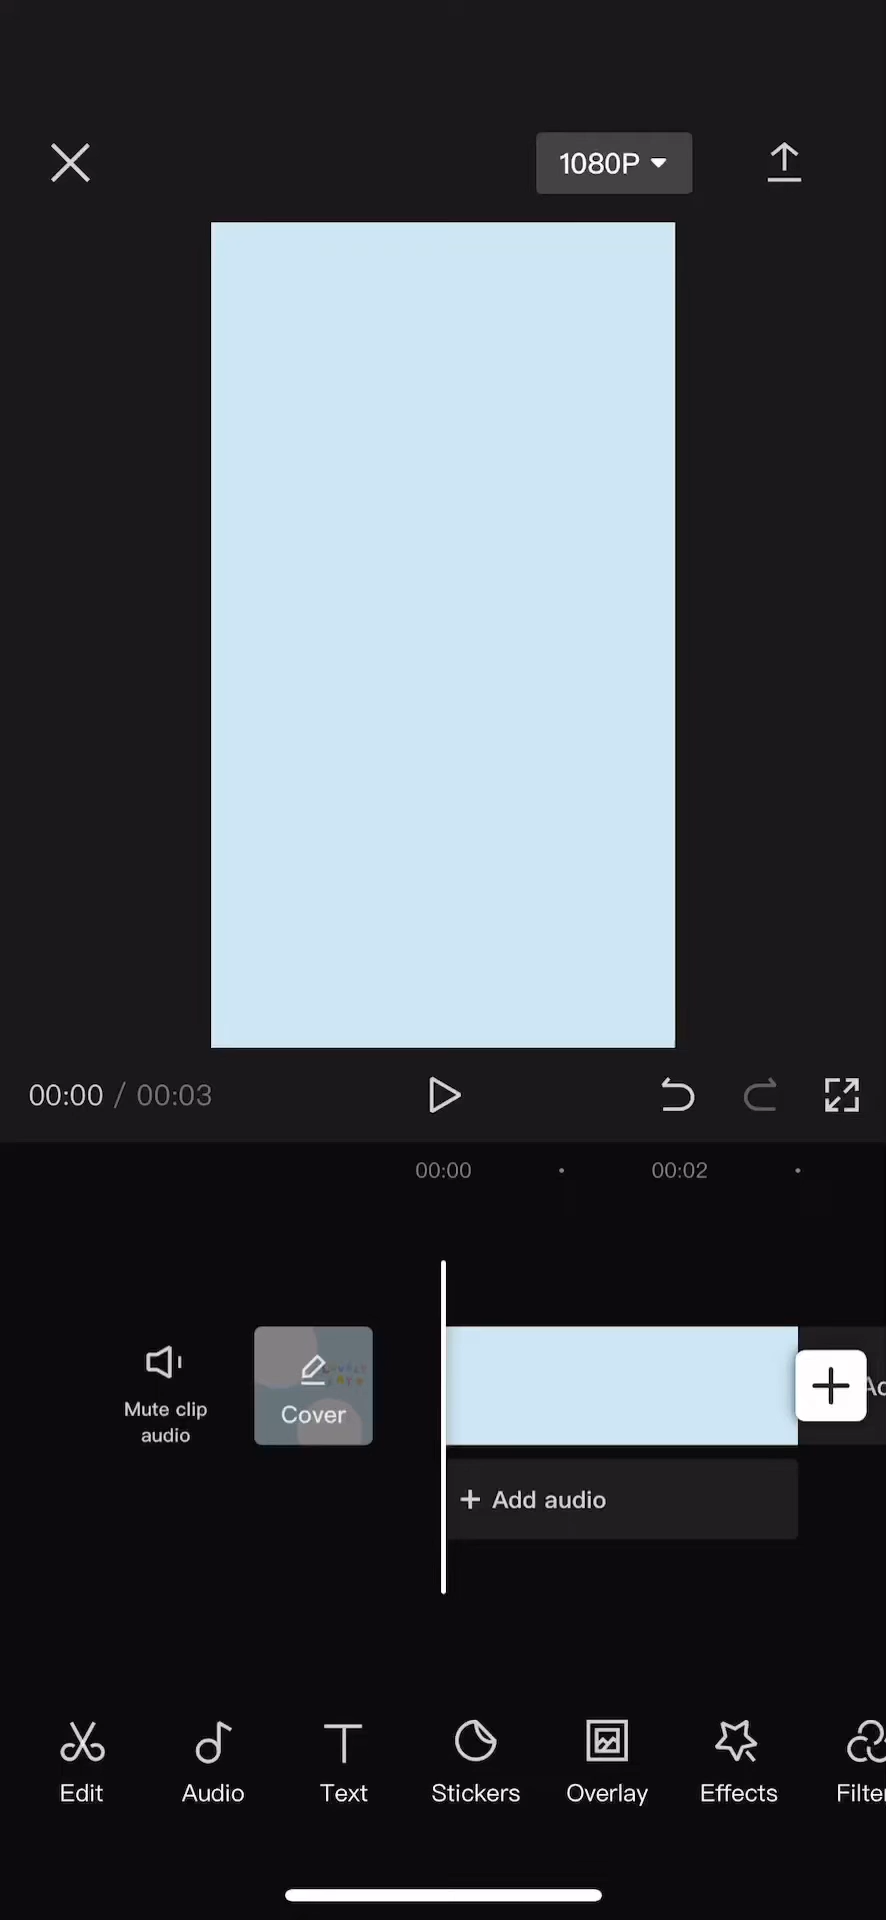 1080P
00:00 / 00:03
00:00
00:02
Mute clip
audio
Cover
Add audio
Edit
Audio
Text
Stickers
Overlay
Effects
Filter